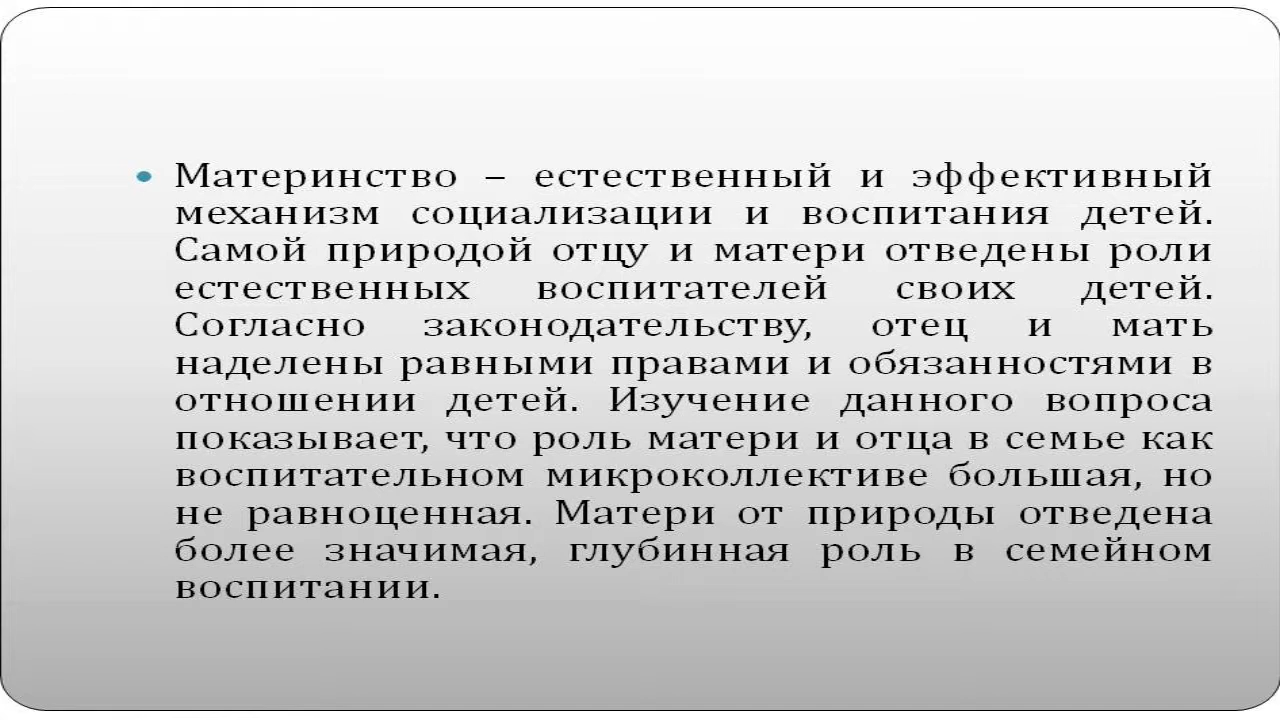 • Материнство – естественный и эффективный
механизм социализации и воспитания детей.
Самой природой отцу и матери отведены роли
естественных воспитателей своих детей.
Согласно законодательству, отец и мать
наделены равными правами и обязанностями в
отношении детей. Изучение данного вопроса
показывает, что роль матери и отца в семье как
воспитательном микроколлективе большая, но
не равноценная. Матери от природы отведена
более значимая, глубинная роль в семейном
воспитании.